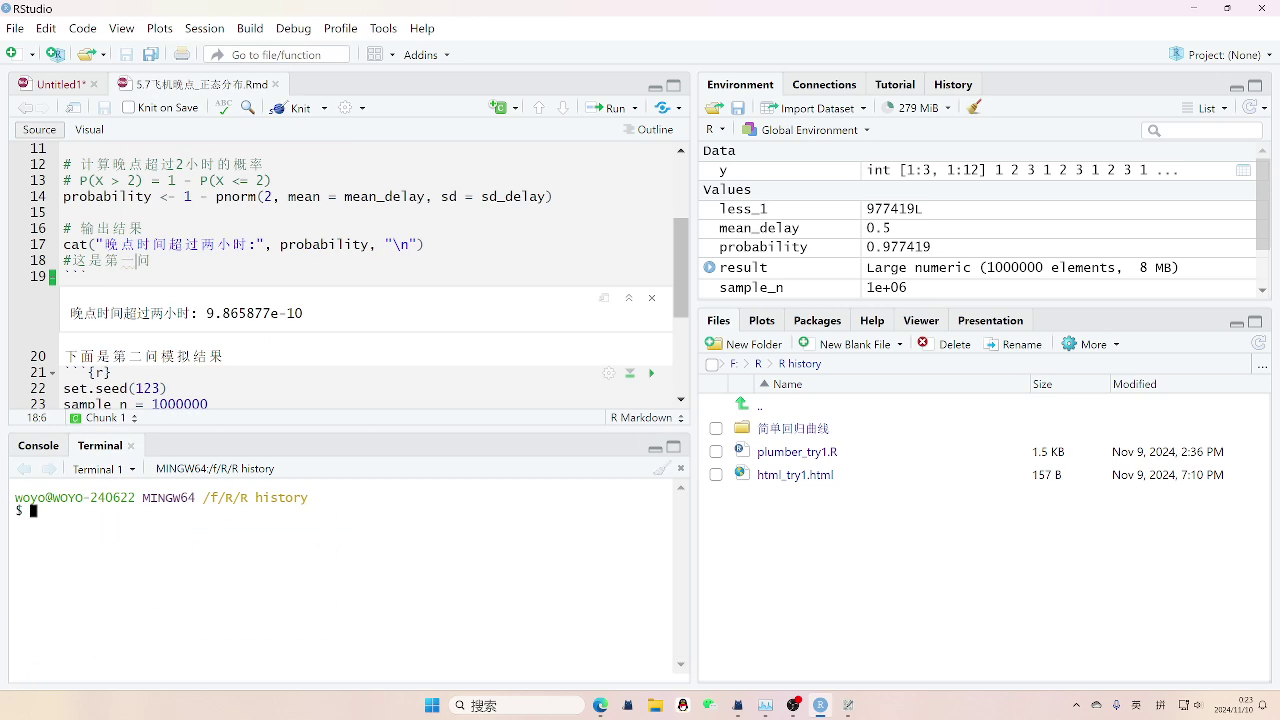 RStudio
File Edit Code View Plots Session Build Debug Profile Tools Help
Go to file/function Addins Project: (None)
Untitled1* 5.7飞机晚点_正态分布.Rmd
Knit on Save Knit Run
Source Visual Outline
11
12 # 计算晚点超过2小时的概率
13 # P(X > 2) = 1 - P(X <= 2)
14 probability <- 1 - pnorm(2, mean = mean_delay, sd = sd_delay)
15
16 # 输出结果
17 cat("晚点时间超过两小时:", probability, "\n")
18 #这是第一问
19 ```
晚点时间超过两小时: 9.865877e-10
20 下面是第二问模拟结果
21 ```{r}
22 set.seed(123)
23 sample_n = 1000000
18:6 Chunk 1 R Markdown
Console Terminal
Terminal 1 MINGW64:/f/R/R history
woyo@WOYO-240622 MINGW64 /f/R/R history
$
Environment Connections Tutorial History
Import Dataset 279 MiB List
R Global Environment
Data
y int [1:3, 1:12] 1 2 3 1 2 3 1 2 3 1 ...
Values
less_1 977419L
mean_delay 0.5
probability 0.977419
result Large numeric (1000000 elements, 8 MB)
sample_n 1e+06
Files Plots Packages Help Viewer Presentation
New Folder New Blank File Delete Rename More
F: R R history ...
Name Size Modified
..
简单回归曲线
plumber_try1.R 1.5 KB Nov 9, 2024, 2:36 PM
html_try1.html 157 B Nov 9, 2024, 7:10 PM
搜索
英 拼
0:23
2024/11/10